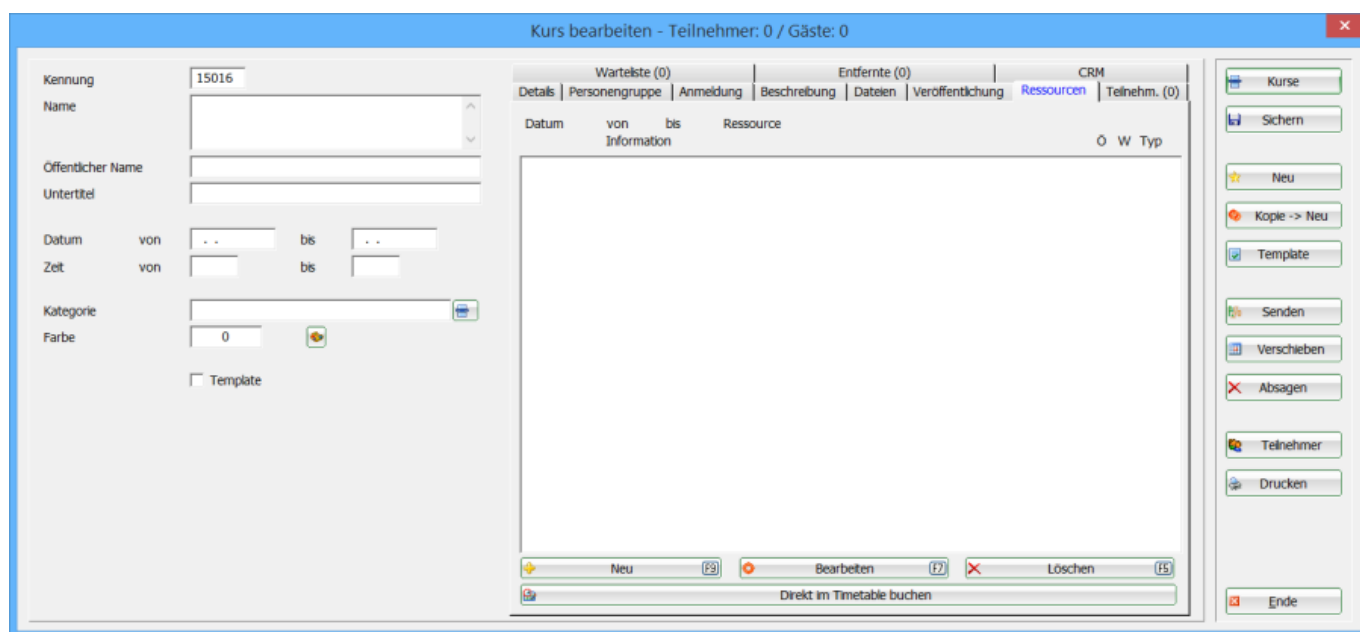 Kurs bearbeiten - Teilnehmer: 0 / Gäste: 0
Kennung 15016
Name
Öffentlicher Name
Untertitel
Datum von . . bis . .
Zeit von bis
Kategorie
Farbe 0
Template
Warteliste (0) Entfernte (0) CRM
Details Personengruppe Anmeldung Beschreibung Dateien Veröffentlichung Ressourcen Teilnehm. (0)
Datum von bis Ressource
Information Ö W Typ
Neu F9 Bearbeiten F7 Löschen F5
Direkt im Timetable buchen
Kurse
Sichern
Neu
Kopie -> Neu
Template
Senden
Verschieben
Absagen
Teilnehmer
Drucken
Ende